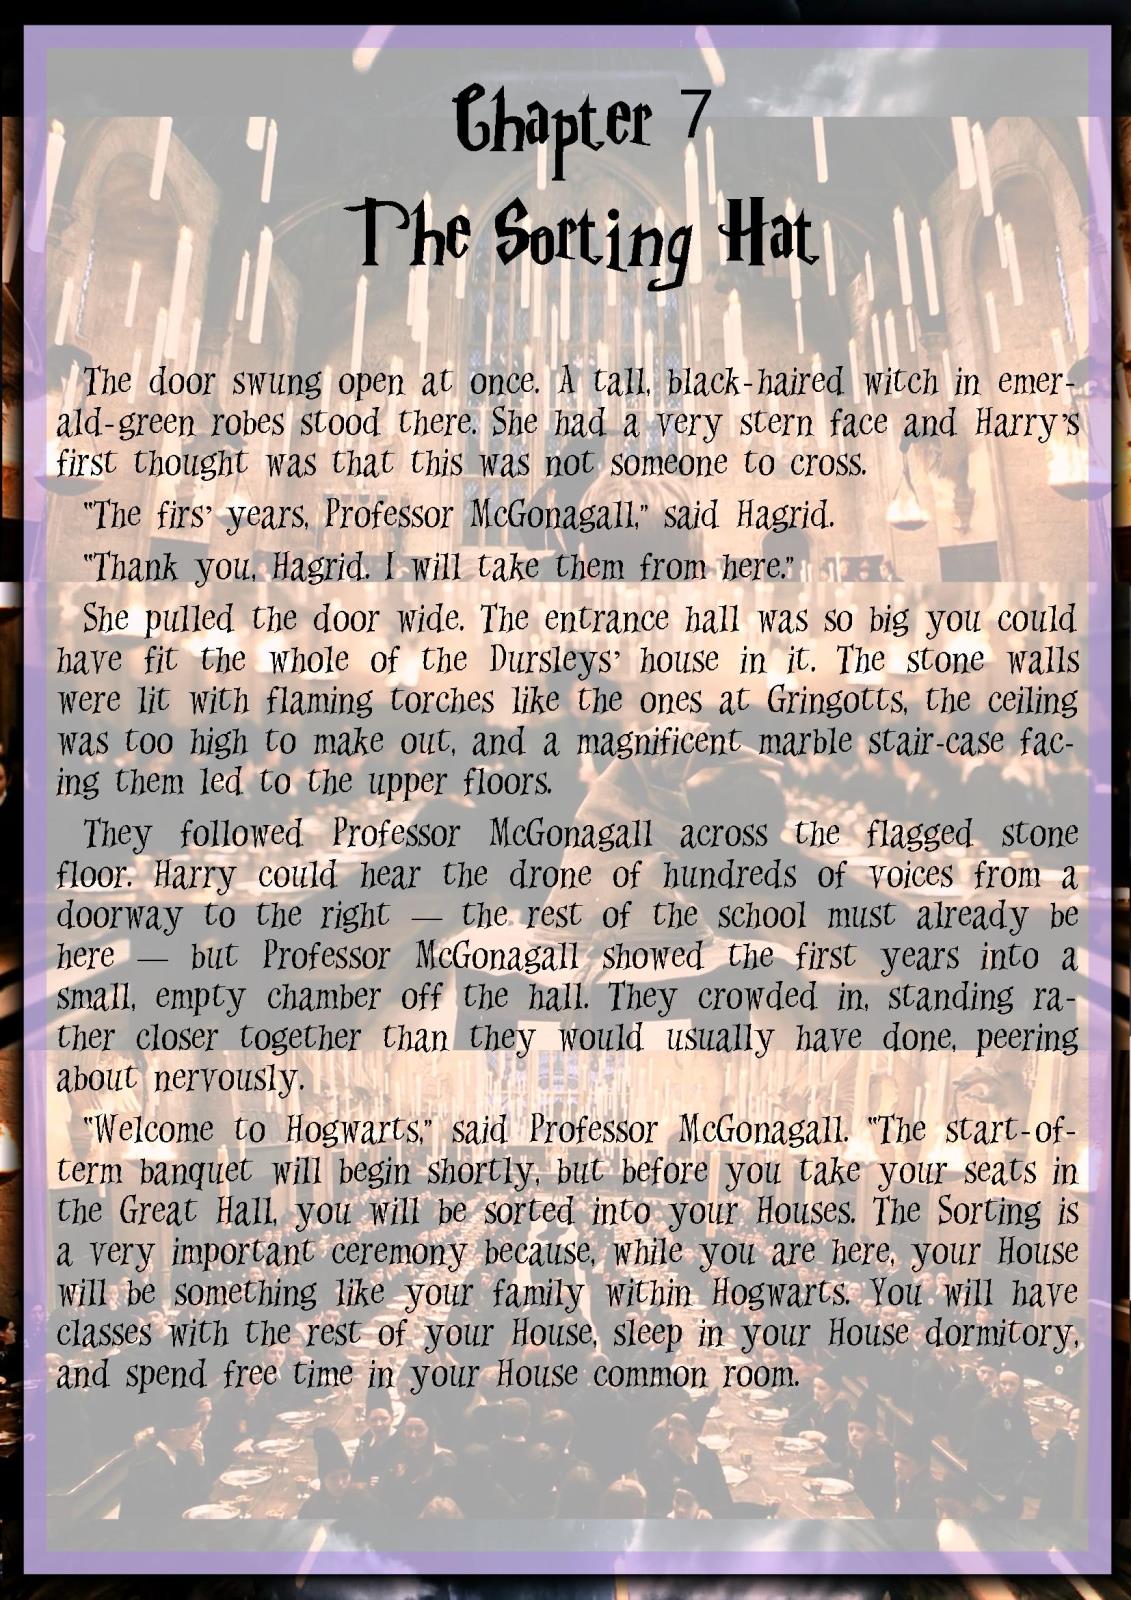 Chapter 7
The Sorting Hat
The door swung open at once. A tall, black-haired witch in emer-
ald-green robes stood there. She had a very stern face and Harry's
first thought was that this was not someone to cross.
"The firs' years, Professor McGonagall," said Hagrid.
"Thank you, Hagrid. I will take them from here."
She pulled the door wide. The entrance hall was so big you could
have fit the whole of the Dursleys' house in it. The stone walls
were lit with flaming torches like the ones at Gringotts, the ceiling
was too high to make out, and a magnificent marble stair-case fac-
ing them led to the upper floors.
They followed Professor McGonagall across the flagged stone
floor. Harry could hear the drone of hundreds of voices from a
doorway to the right — the rest of the school must already be
here — but Professor McGonagall showed the first years into a
small, empty chamber off the hall. They crowded in, standing ra-
ther closer together than they would usually have done, peering
about nervously.
"Welcome to Hogwarts," said Professor McGonagall. "The start-of-
term banquet will begin shortly, but before you take your seats in
the Great Hall, you will be sorted into your Houses. The Sorting is
a very important ceremony because, while you are here, your House
will be something like your family within Hogwarts. You will have
classes with the rest of your House, sleep in your House dormitory,
and spend free time in your House common room.